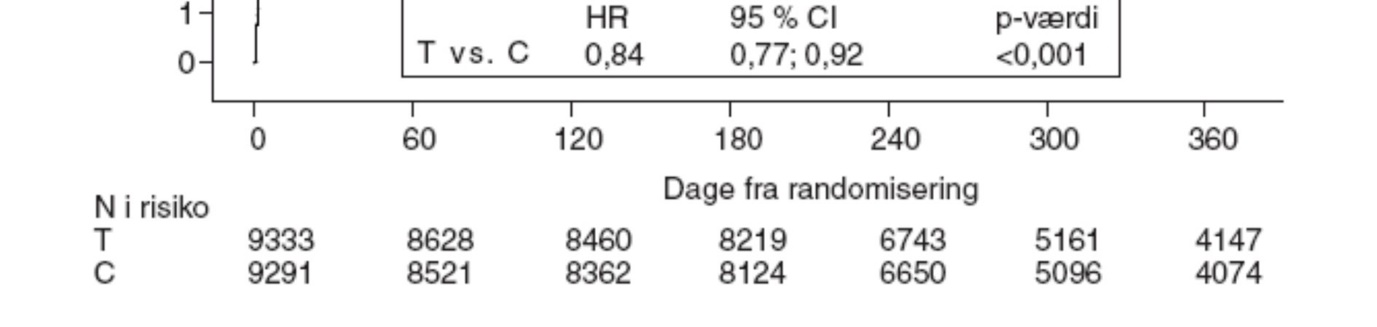 1
HR 95 % CI p-værdi
0
T vs. C 0,84 0,77; 0,92 <0,001
0 60 120 180 240 300 360
Dage fra randomisering
N i risiko
T 9333 8628 8460 8219 6743 5161 4147
C 9291 8521 8362 8124 6650 5096 4074